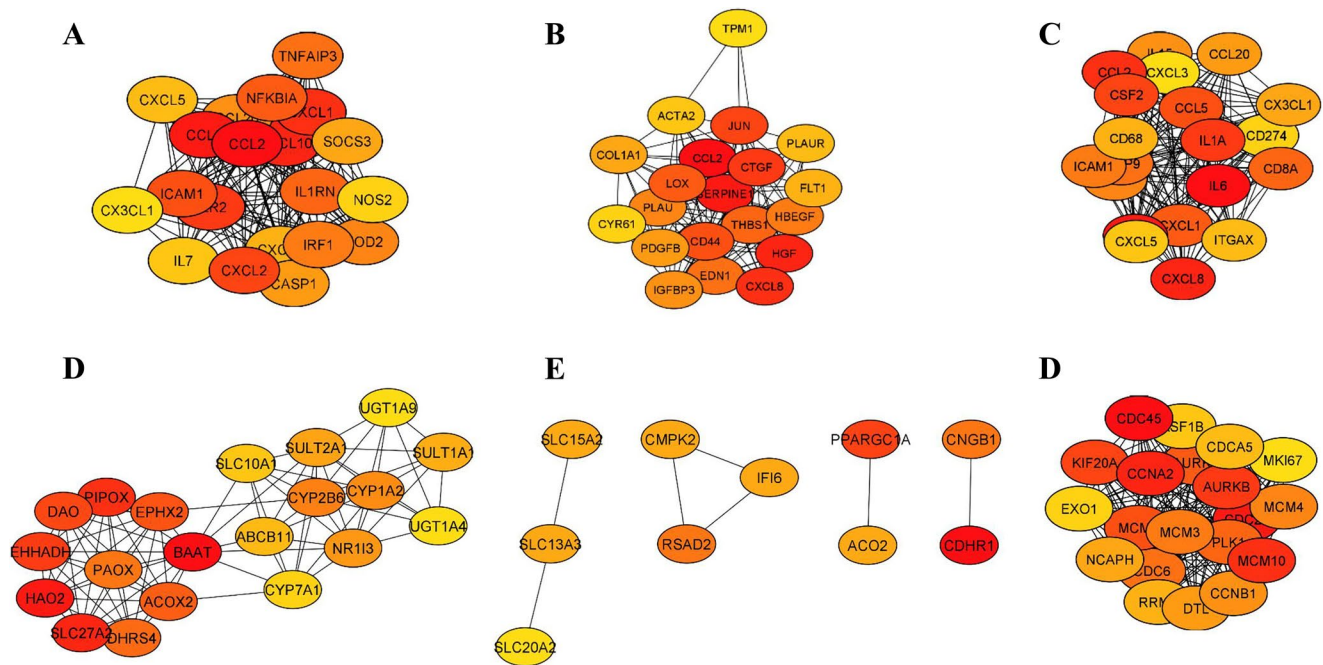 A
TNFAIP3
CXCL5
NFKBIA
CXCL1
CCL2
CCL10
SOCS3
ICAM1
IL1RN
NOS2
CX3CL1
IRF1
IL7
CXCL2
CASP1
B
TPM1
ACTA2
JUN
PLAUR
COL1A1
CCL2
CTGF
LOX
SERPINE1
FLT1
PLAU
HBEGF
CYR61
THBS1
PDGFB
CD44
HGF
EDN1
IGFBP3
CXCL8
C
CCL20
CCL2
CXCL3
CSF2
CCL5
CX3CL1
CD68
IL1A
CD274
ICAM1
CD8A
IL6
CXCL1
CXCL5
ITGAX
CXCL8
D
UGT1A9
SULT2A1
SULT1A1
SLC10A1
CYP2B6
CYP1A2
UGT1A4
ABCB11
NR1I3
CYP7A1
PIPOX
DAO
EPHX2
EHHADH
BAAT
PAOX
HAO2
ACOX2
SLC27A2
DHRS4
E
SLC15A2
CMPK2
PPARGC1A
CNGB1
IFI6
SLC13A3
RSAD2
ACO2
CDHR1
SLC20A2
D
CDC45
CDCA5
KIF20A
CCNA2
MKI67
AURKB
EXO1
MCM4
MCM3
PLK1
NCAPH
CDC6
MCM10
CCNB1
DTL